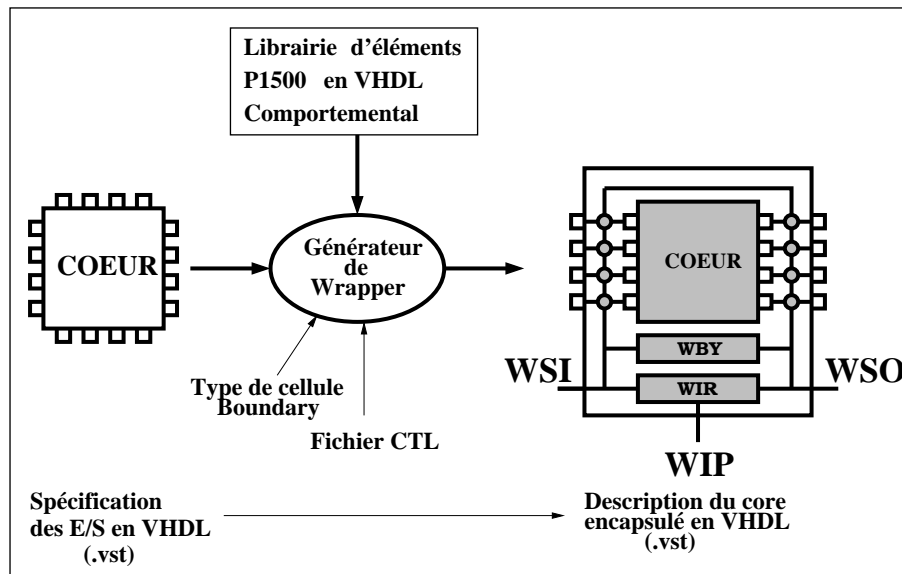 Librairie d'éléments
P1500 en VHDL
Comportemental
COEUR
Générateur
de
Wrapper
COEUR
WBY
WSI
WIR
WSO
Type de cellule
Boundary
Fichier CTL
WIP
Spécification
des E/S en VHDL
(.vst)
Description du core
encapsulé en VHDL
(.vst)